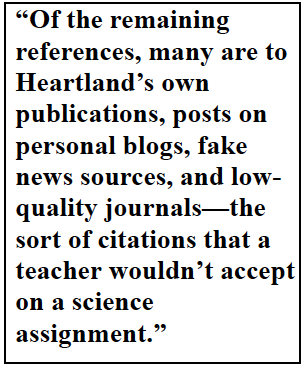 “Of the remaining
references, many are to
Heartland’s own
publications, posts on
personal blogs, fake
news sources, and low-
quality journals—the
sort of citations that a
teacher wouldn’t accept
on a science
assignment.”